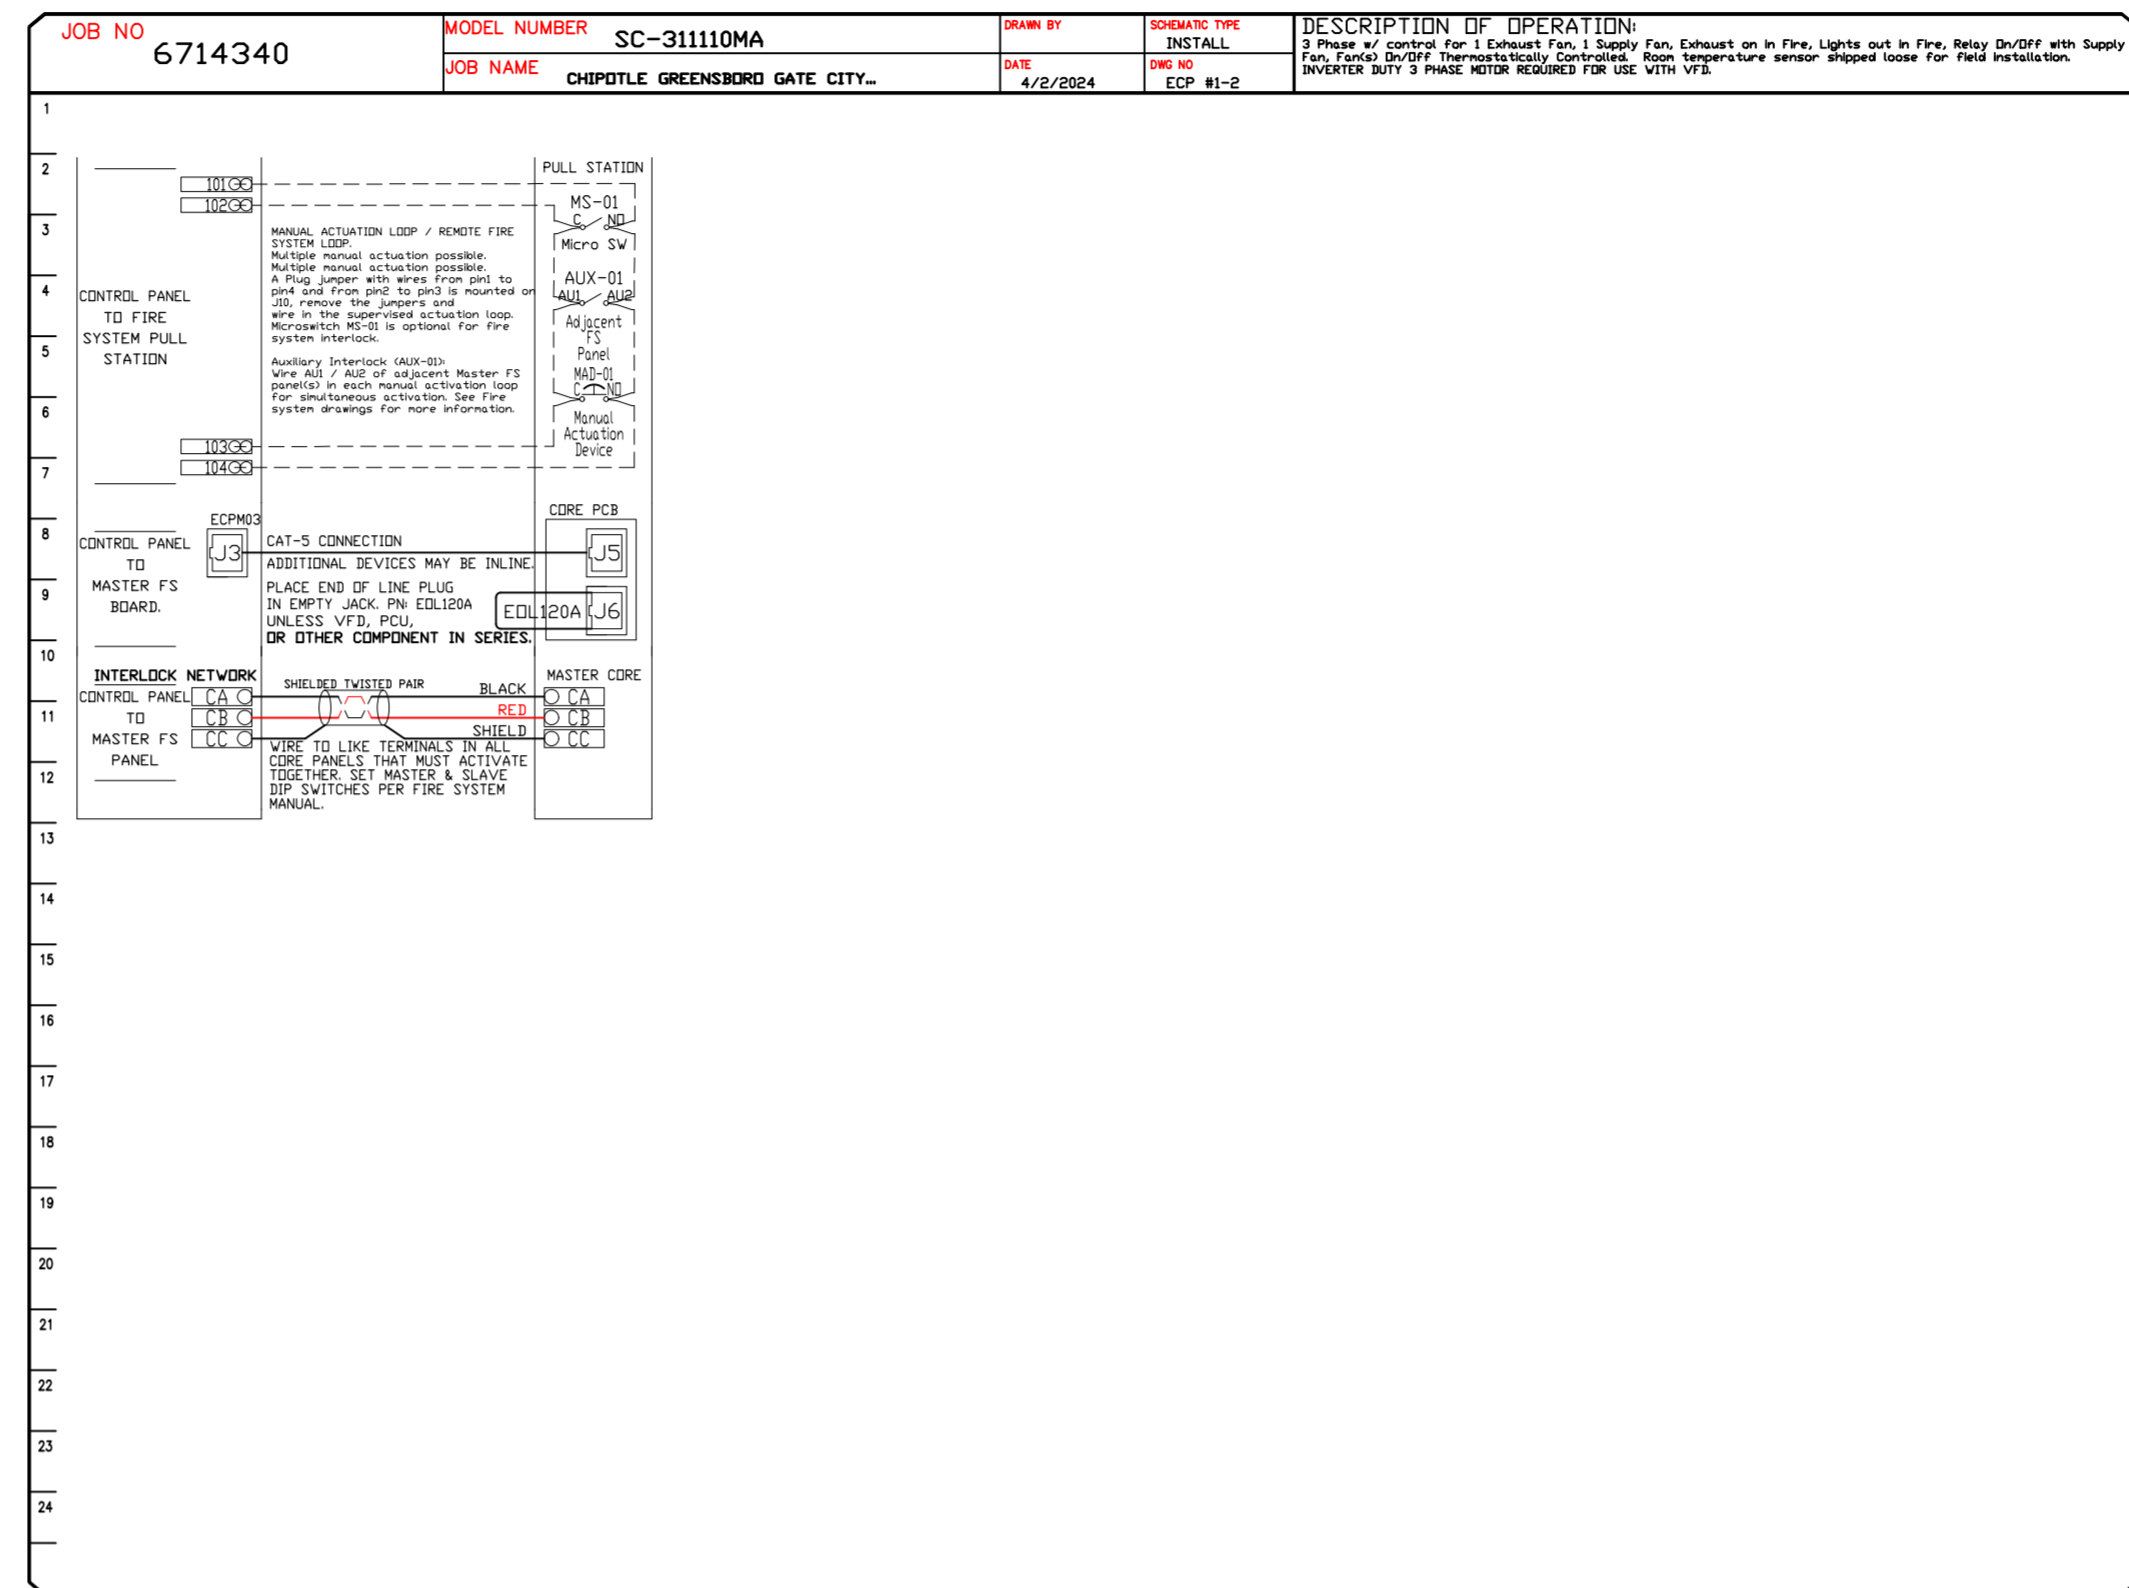 JOB NO
6714340
MODEL NUMBER
SC-311110MA
JOB NAME
CHIPOTLE GREENSBORO GATE CITY...
DRAWN BY
DATE
4/2/2024
SCHEMATIC TYPE
INSTALL
DWG NO
ECP #1-2
DESCRIPTION OF OPERATION:
3 Phase w/ control for 1 Exhaust Fan, 1 Supply Fan, Exhaust on in Fire, Lights out in Fire, Relay On/Off with Supply
Fan, Fan(s) On/Off Thermostatically Controlled. Room temperature sensor shipped loose for field installation.
INVERTER DUTY 3 PHASE MOTOR REQUIRED FOR USE WITH VFD.
1
2
3
4
5
6
7
8
9
10
11
12
13
14
15
16
17
18
19
20
21
22
23
24
CONTROL PANEL
TO FIRE
SYSTEM PULL
STATION
101
102
103
104
MANUAL ACTUATION LOOP / REMOTE FIRE
SYSTEM LOOP.
Multiple manual actuation possible.
Multiple manual actuation possible.
A Plug jumper with wires from pin1 to
pin4 and from pin2 to pin3 is mounted on
J10, remove the jumpers and
wire in the supervised actuation loop.
Microswitch MS-01 is optional for fire
system interlock.
Auxiliary Interlock (AUX-01):
Wire AU1 / AU2 of adjacent Master FS
panel(s) in each manual activation loop
for simultaneous activation. See Fire
system drawings for more information.
PULL STATION
MS-01
C NO
Micro SW
AUX-01
AU1 AU2
Adjacent
FS
Panel
MAD-01
C NO
Manual
Actuation
Device
CONTROL PANEL
TO
MASTER FS
BOARD.
ECPM03
J3
CAT-5 CONNECTION
ADDITIONAL DEVICES MAY BE INLINE.
PLACE END OF LINE PLUG
IN EMPTY JACK. PN: EOL120A
UNLESS VFD, PCU,
OR OTHER COMPONENT IN SERIES.
CORE PCB
J5
EOL120A
J6
INTERLOCK NETWORK
CONTROL PANEL
TO
MASTER FS
PANEL
CA
CB
CC
SHIELDED TWISTED PAIR
BLACK
RED
SHIELD
WIRE TO LIKE TERMINALS IN ALL
CORE PANELS THAT MUST ACTIVATE
TOGETHER. SET MASTER & SLAVE
DIP SWITCHES PER FIRE SYSTEM
MANUAL.
MASTER CORE
CA
CB
CC